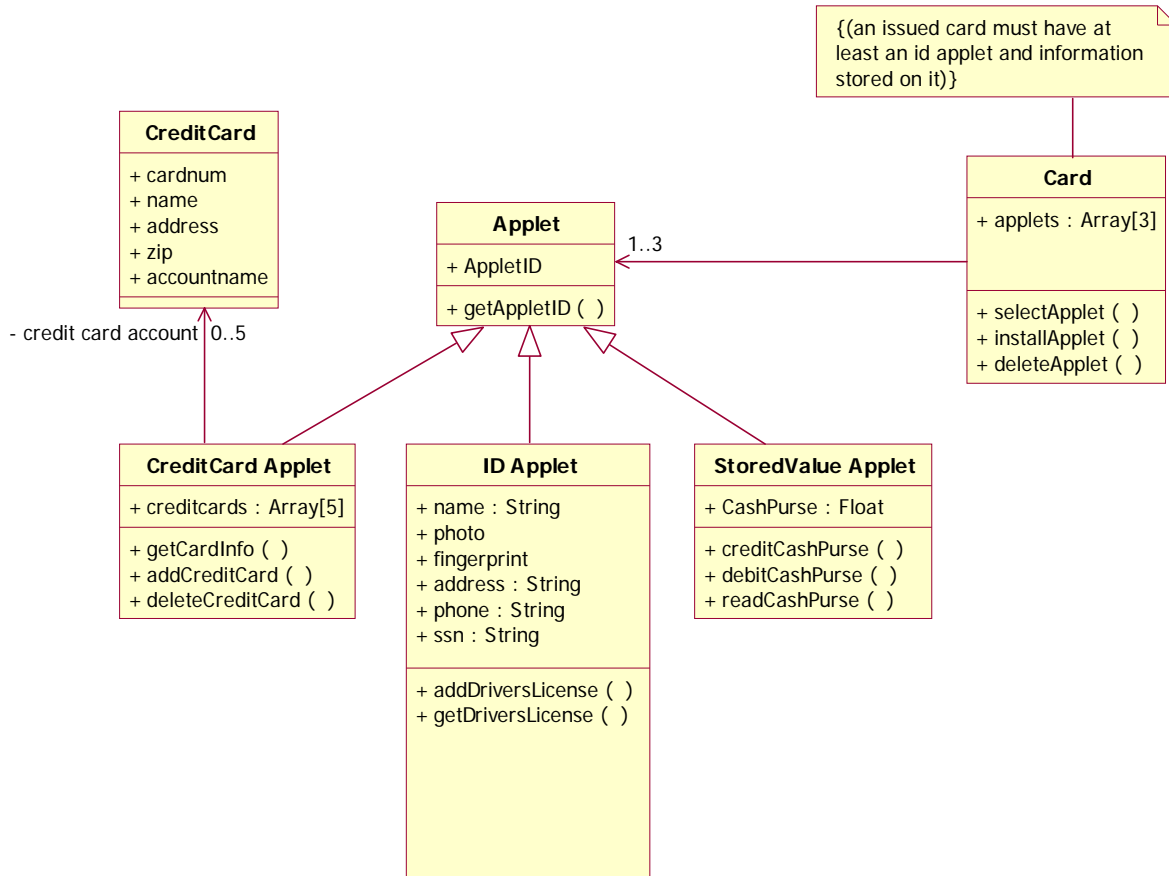 {(an issued card must have at
least an id applet and information
stored on it)}
CreditCard
+ cardnum
+ name
+ address
+ zip
+ accountname
- credit card account 0..5
Applet
+ AppletID
+ getAppletID ( )
1..3
Card
+ applets : Array[3]
+ selectApplet ( )
+ installApplet ( )
+ deleteApplet ( )
CreditCard Applet
+ creditcards : Array[5]
+ getCardInfo ( )
+ addCreditCard ( )
+ deleteCreditCard ( )
ID Applet
+ name : String
+ photo
+ fingerprint
+ address : String
+ phone : String
+ ssn : String
+ addDriversLicense ( )
+ getDriversLicense ( )
StoredValue Applet
+ CashPurse : Float
+ creditCashPurse ( )
+ debitCashPurse ( )
+ readCashPurse ( )